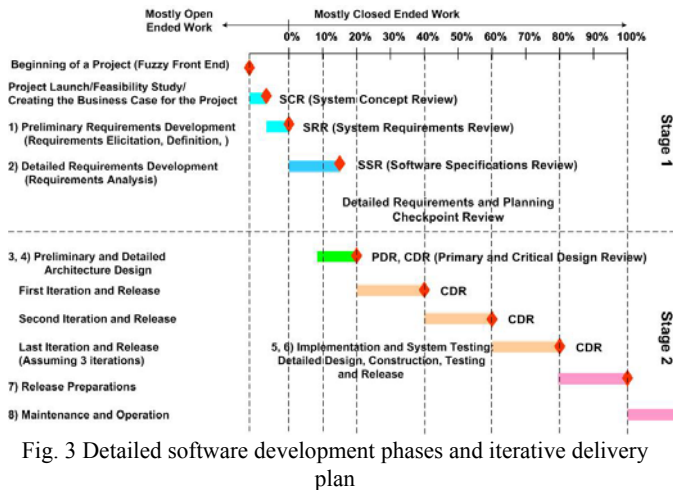 Mostly Open
Ended Work
Mostly Closed Ended Work
0% 10% 20% 30% 40% 50% 60% 70% 80% 90% 100%
Beginning of a Project (Fuzzy Front End)
Project Launch/Feasibility Study/
Creating the Business Case for the Project
SCR (System Concept Review)
1) Preliminary Requirements Development
(Requirements Elicitation, Definition, )
SRR (System Requirements Review)
2) Detailed Requirements Development
(Requirements Analysis)
SSR (Software Specifications Review)
Detailed Requirements and Planning
Checkpoint Review
Stage 1
3, 4) Preliminary and Detailed
Architecture Design
PDR, CDR (Primary and Critical Design Review)
First Iteration and Release
CDR
Second Iteration and Release
CDR
Last Iteration and Release
(Assuming 3 iterations)
5, 6) Implementation and System Testing:
Detailed Design, Construction, Testing
and Release
CDR
Stage 2
7) Release Preparations
8) Maintenance and Operation
Fig. 3 Detailed software development phases and iterative delivery
plan